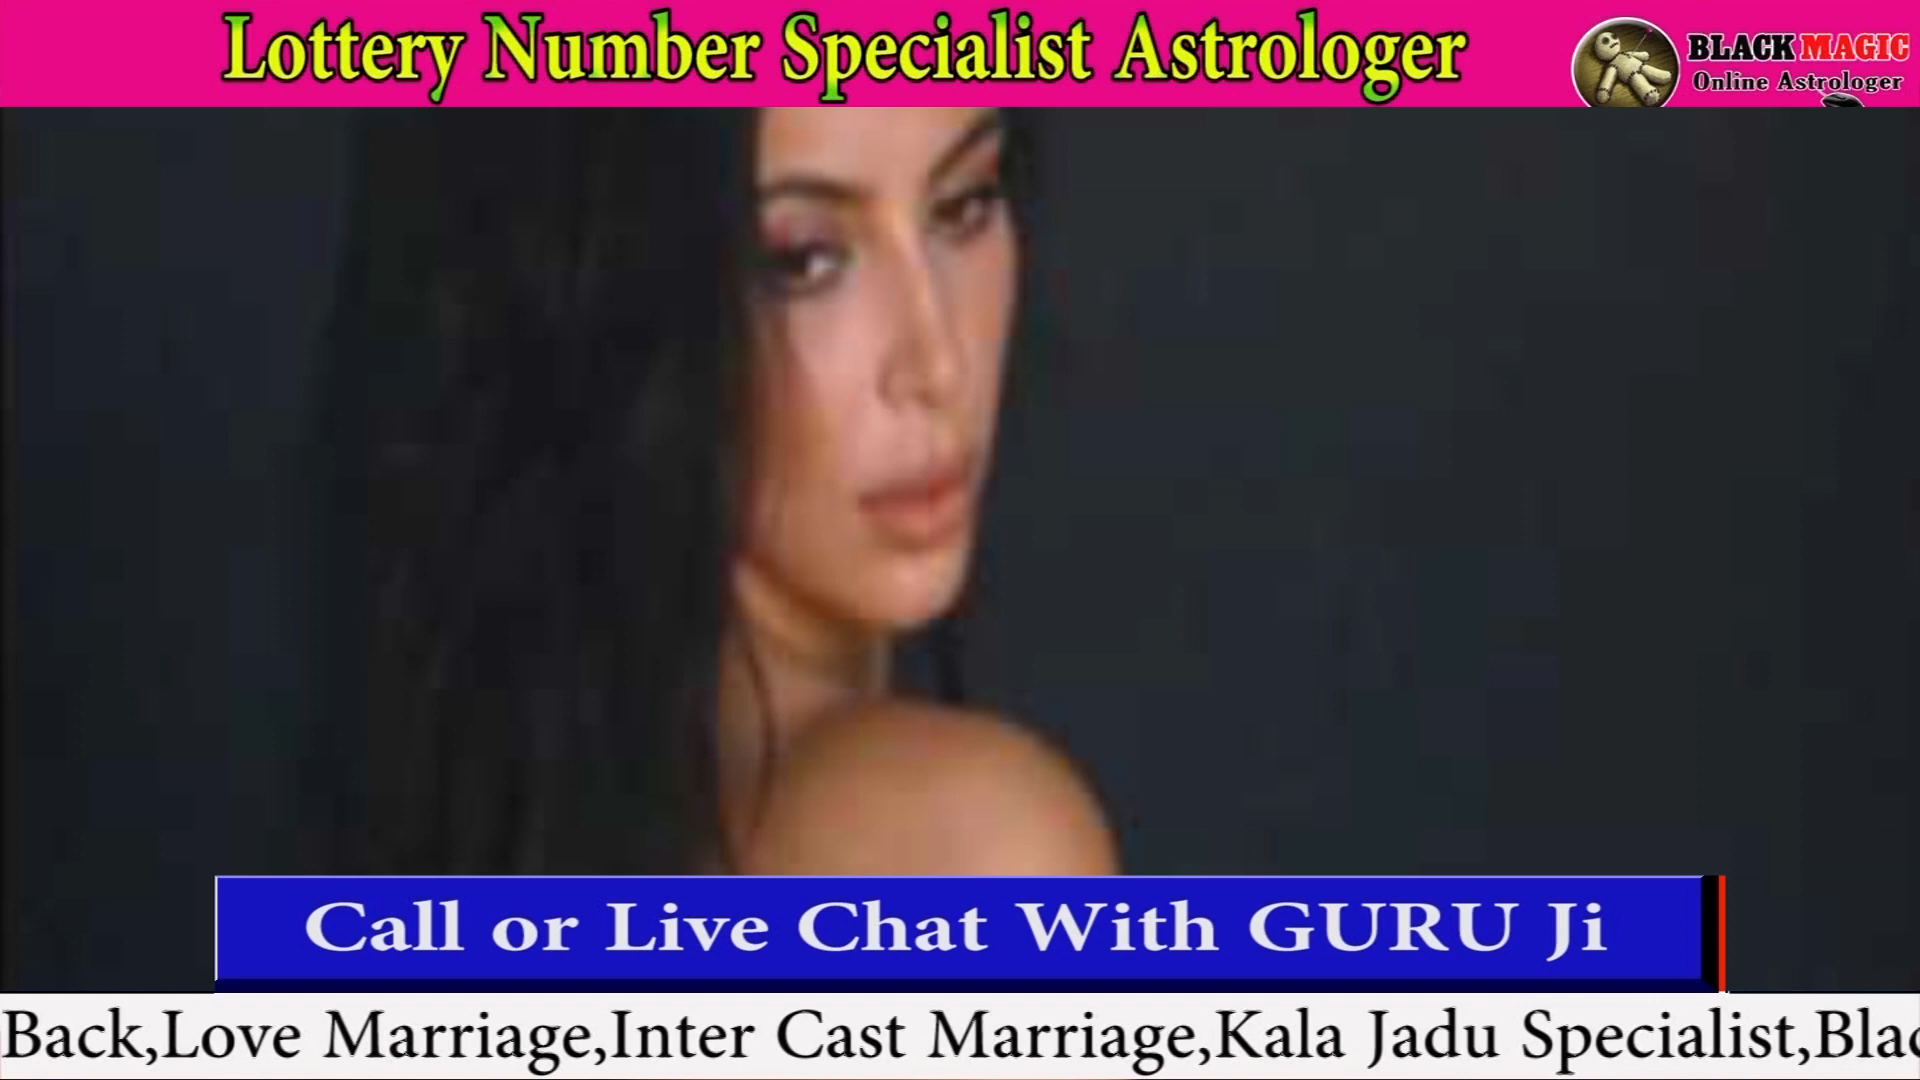 Lottery Number Specialist Astrologer
BLACK MAGIC
Online Astrologer
Call or Live Chat With GURU Ji
Back,Love Marriage,Inter Cast Marriage,Kala Jadu Specialist,Blac